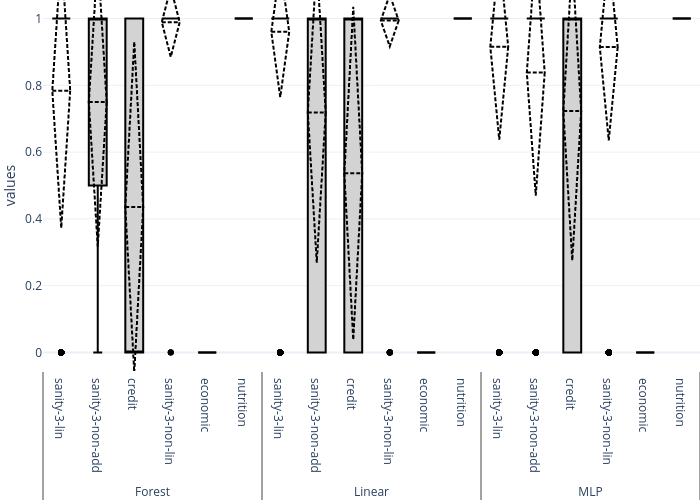 1
0.8
0.6
0.4
0.2
0
values
sanity-3-lin
sanity-3-non-add
credit
sanity-3-non-lin
economic
nutrition
sanity-3-lin
sanity-3-non-add
credit
sanity-3-non-lin
economic
nutrition
sanity-3-lin
sanity-3-non-add
credit
sanity-3-non-lin
economic
nutrition
Forest
Linear
MLP